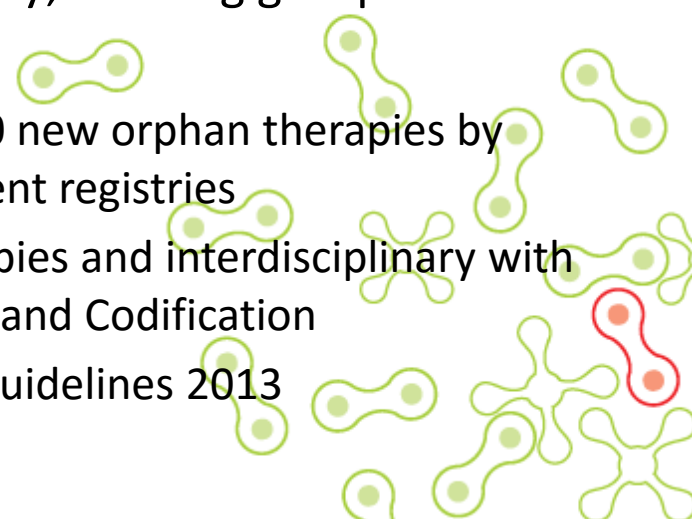 0 new orphan therapies by
ent registries
pies and interdisciplinary with
and Codification
uidelines 2013